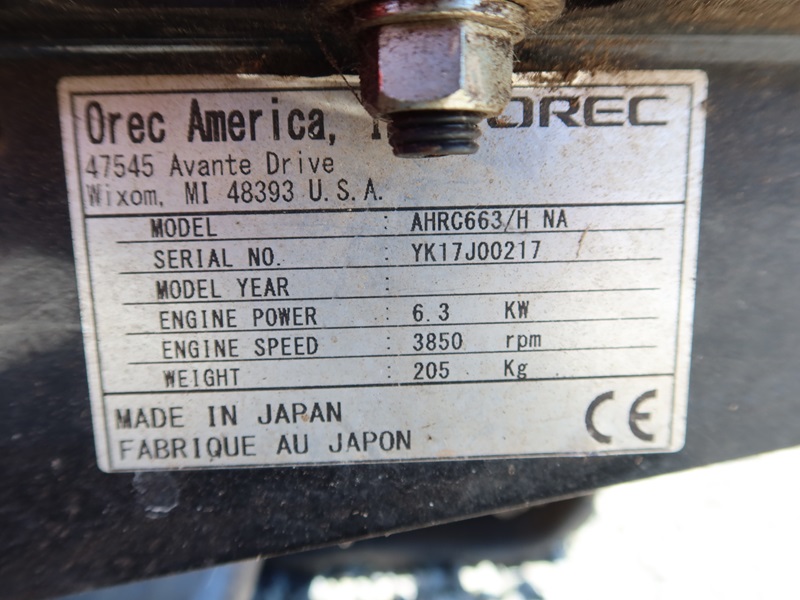 Orec America, OREC
47545 Avante Drive
Wixom, MI 48393 U.S.A.
MODEL : AHRC663/H NA
SERIAL NO. : YK17J00217
MODEL YEAR :
ENGINE POWER : 6.3 KW
ENGINE SPEED : 3850 rpm
WEIGHT : 205 Kg
MADE IN JAPAN
FABRIQUE AU JAPON
CE